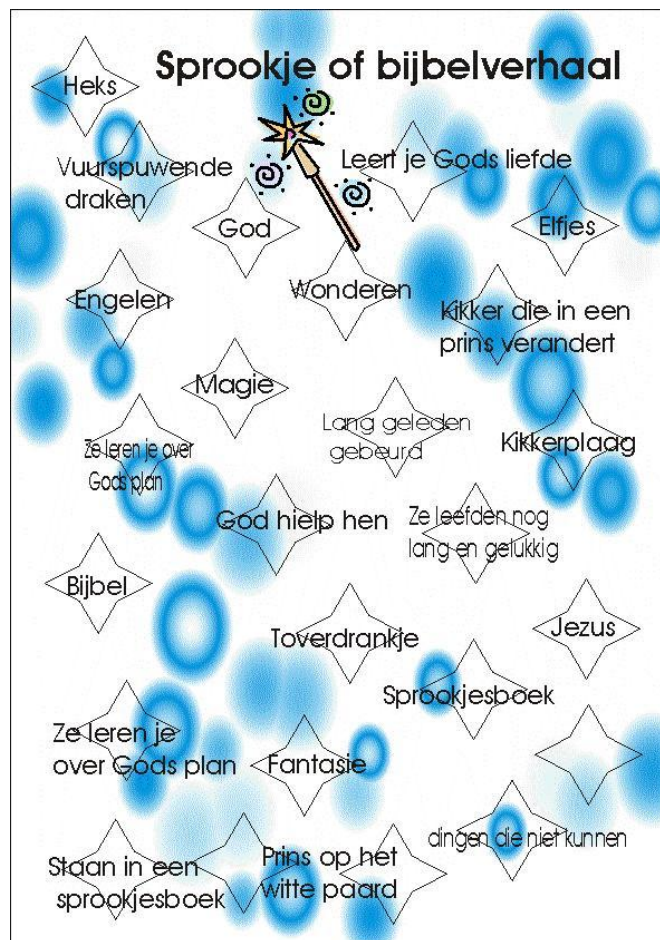 Sprookje of bijbelverhaal
Heks
Vuurspuwende
draken
Leert je Gods liefde
God
Elfjes
Engelen
Wonderen
Kikker die in een
prins verandert
Magie
Lang geleden
gebeurd
Kikkerplaag
Ze leren je over
Gods plan
God hielp hen
Ze leefden nog
lang en gelukkig
Bijbel
Toverdrankje
Jezus
Sprookjesboek
Ze leren je
over Gods plan
Fantasie
dingen die niet kunnen
Staan in een
sprookjesboek
Prins op het
witte paard